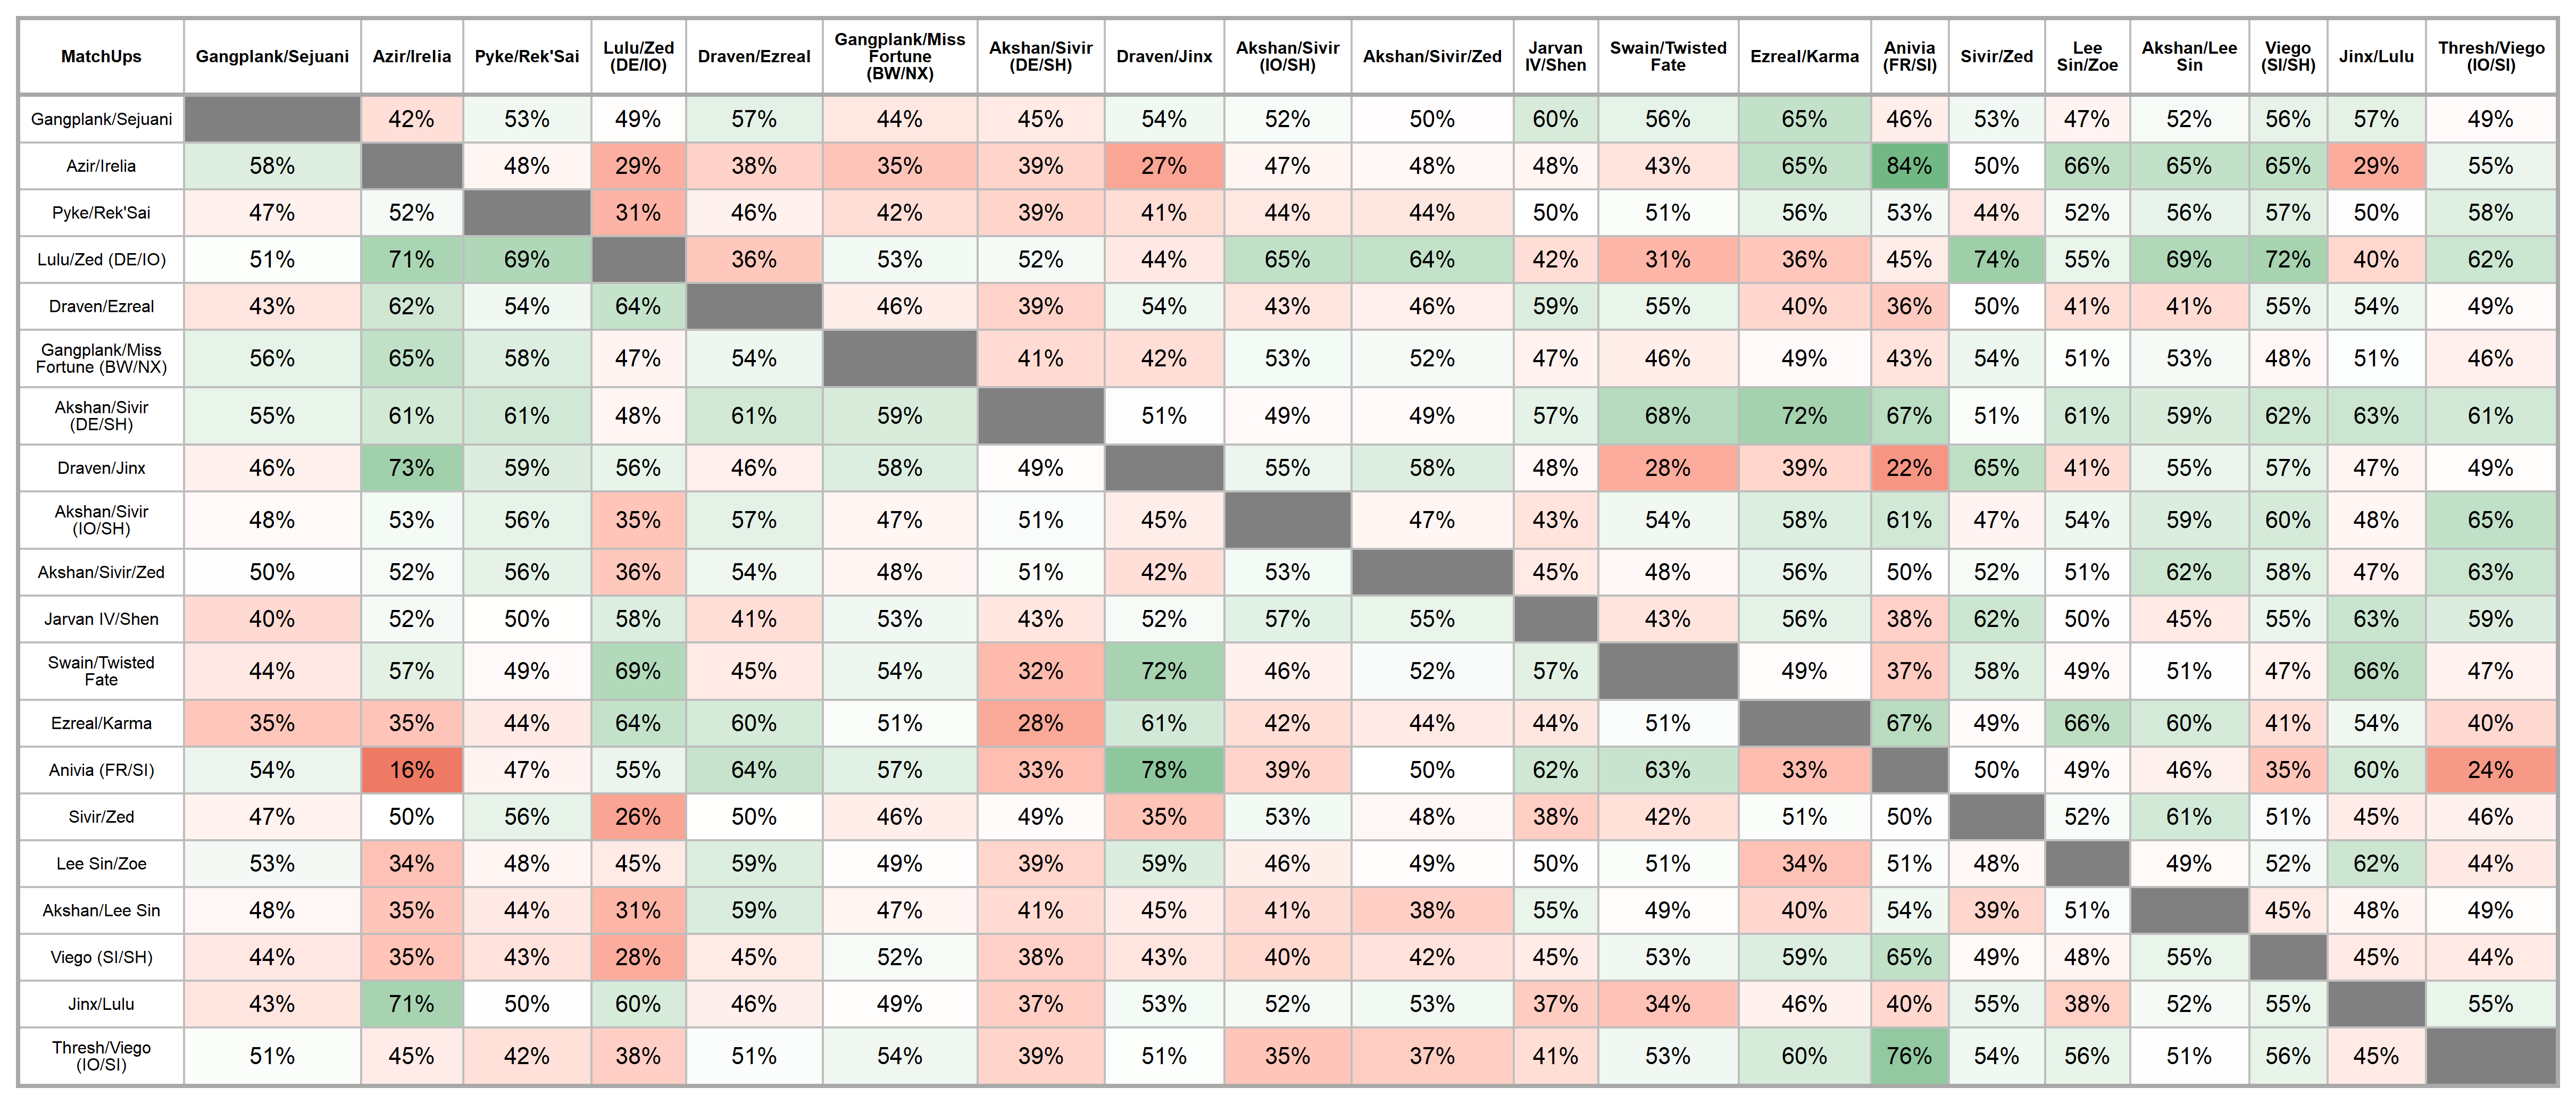 MatchUps Gangplank/Sejuani Azir/Irelia Pyke/Rek'Sai Lulu/Zed (DE/IO) Draven/Ezreal Gangplank/Miss Fortune (BW/NX) Akshan/Sivir (DE/SH) Draven/Jinx Akshan/Sivir (IO/SH) Akshan/Sivir/Zed Jarvan IV/Shen Swain/Twisted Fate Ezreal/Karma Anivia (FR/SI) Sivir/Zed Lee Sin/Zoe Akshan/Lee Sin Viego (SI/SH) Jinx/Lulu Thresh/Viego (IO/SI)
Gangplank/Sejuani 42% 53% 49% 57% 44% 45% 54% 52% 50% 60% 56% 65% 46% 53% 47% 52% 56% 57% 49%
Azir/Irelia 58% 48% 29% 38% 35% 39% 27% 47% 48% 48% 43% 65% 84% 50% 66% 65% 65% 29% 55%
Pyke/Rek'Sai 47% 52% 31% 46% 42% 39% 41% 44% 44% 50% 51% 56% 53% 44% 52% 56% 57% 50% 58%
Lulu/Zed (DE/IO) 51% 71% 69% 36% 53% 52% 44% 65% 64% 42% 31% 36% 45% 74% 55% 69% 72% 40% 62%
Draven/Ezreal 43% 62% 54% 64% 46% 39% 54% 43% 46% 59% 55% 40% 36% 50% 41% 41% 55% 54% 49%
Gangplank/Miss Fortune (BW/NX) 56% 65% 58% 47% 54% 41% 42% 53% 52% 47% 46% 49% 43% 54% 51% 53% 48% 51% 46%
Akshan/Sivir (DE/SH) 55% 61% 61% 48% 61% 59% 51% 49% 49% 57% 68% 72% 67% 51% 61% 59% 62% 63% 61%
Draven/Jinx 46% 73% 59% 56% 46% 58% 49% 55% 58% 48% 28% 39% 22% 65% 41% 55% 57% 47% 49%
Akshan/Sivir (IO/SH) 48% 53% 56% 35% 57% 47% 51% 45% 47% 43% 54% 58% 61% 47% 54% 59% 60% 48% 65%
Akshan/Sivir/Zed 50% 52% 56% 36% 54% 48% 51% 42% 53% 45% 48% 56% 50% 52% 51% 62% 58% 47% 63%
Jarvan IV/Shen 40% 52% 50% 58% 41% 53% 43% 52% 57% 55% 43% 56% 38% 62% 50% 45% 55% 63% 59%
Swain/Twisted Fate 44% 57% 49% 69% 45% 54% 32% 72% 46% 52% 57% 49% 37% 58% 49% 51% 47% 66% 47%
Ezreal/Karma 35% 35% 44% 64% 60% 51% 28% 61% 42% 44% 44% 51% 67% 49% 66% 60% 41% 54% 40%
Anivia (FR/SI) 54% 16% 47% 55% 64% 57% 33% 78% 39% 50% 62% 63% 33% 50% 49% 46% 35% 60% 24%
Sivir/Zed 47% 50% 56% 26% 50% 46% 49% 35% 53% 48% 38% 42% 51% 50% 52% 61% 51% 45% 46%
Lee Sin/Zoe 53% 34% 48% 45% 59% 49% 39% 59% 46% 49% 50% 51% 34% 51% 48% 49% 52% 62% 44%
Akshan/Lee Sin 48% 35% 44% 31% 59% 47% 41% 45% 41% 38% 55% 49% 40% 54% 39% 51% 45% 48% 49%
Viego (SI/SH) 44% 35% 43% 28% 45% 52% 38% 43% 40% 42% 45% 53% 59% 65% 49% 48% 55% 45% 44%
Jinx/Lulu 43% 71% 50% 60% 46% 49% 37% 53% 52% 53% 37% 34% 46% 40% 55% 38% 52% 55% 55%
Thresh/Viego (IO/SI) 51% 45% 42% 38% 51% 54% 39% 51% 35% 37% 41% 53% 60% 76% 54% 56% 51% 56% 45%